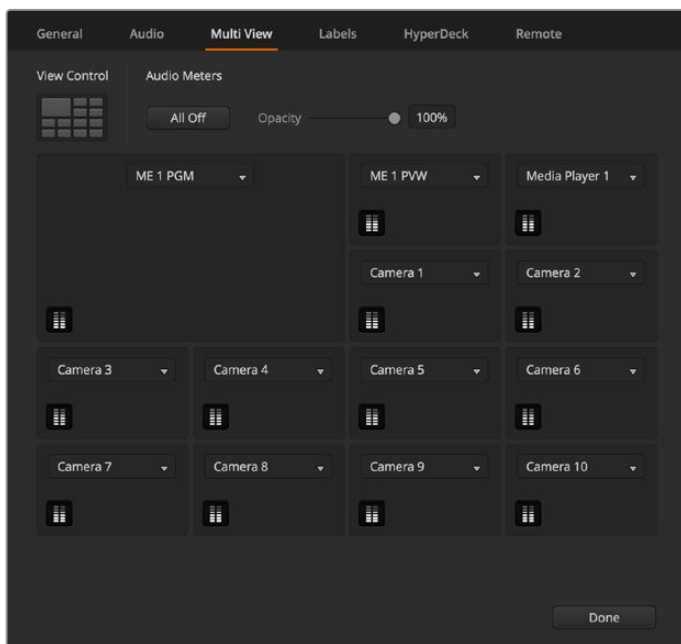 General Audio Multi View Labels HyperDeck Remote
View Control Audio Meters
All Off Opacity 100%
ME 1 PGM ME 1 PVW Media Player 1
Camera 1 Camera 2
Camera 3 Camera 4 Camera 5 Camera 6
Camera 7 Camera 8 Camera 9 Camera 10
Done